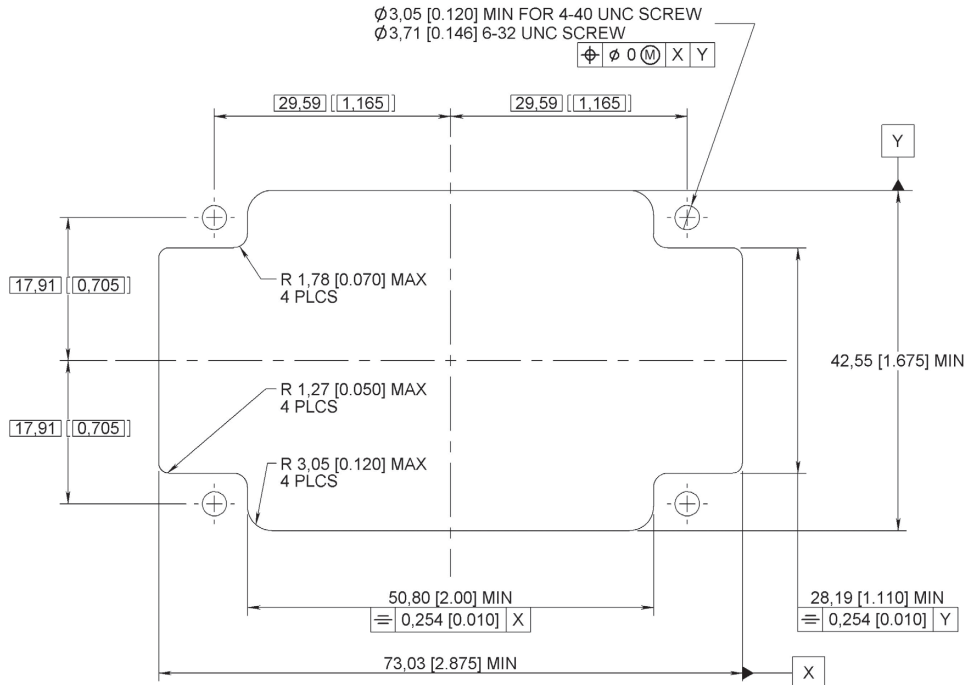 Ø3,05 [0.120] MIN FOR 4-40 UNC SCREW
Ø3,71 [0.146] 6-32 UNC SCREW
⌖ ⌀ 0 Ⓜ X Y
29,59 [1,165]
29,59 [1,165]
Y
17,91 [0,705]
R 1,78 [0.070] MAX
4 PLCS
42,55 [1.675] MIN
R 1,27 [0.050] MAX
4 PLCS
17,91 [0,705]
R 3,05 [0.120] MAX
4 PLCS
50,80 [2.00] MIN
⌯ 0,254 [0.010] X
28,19 [1.110] MIN
⌯ 0,254 [0.010] Y
73,03 [2.875] MIN
X